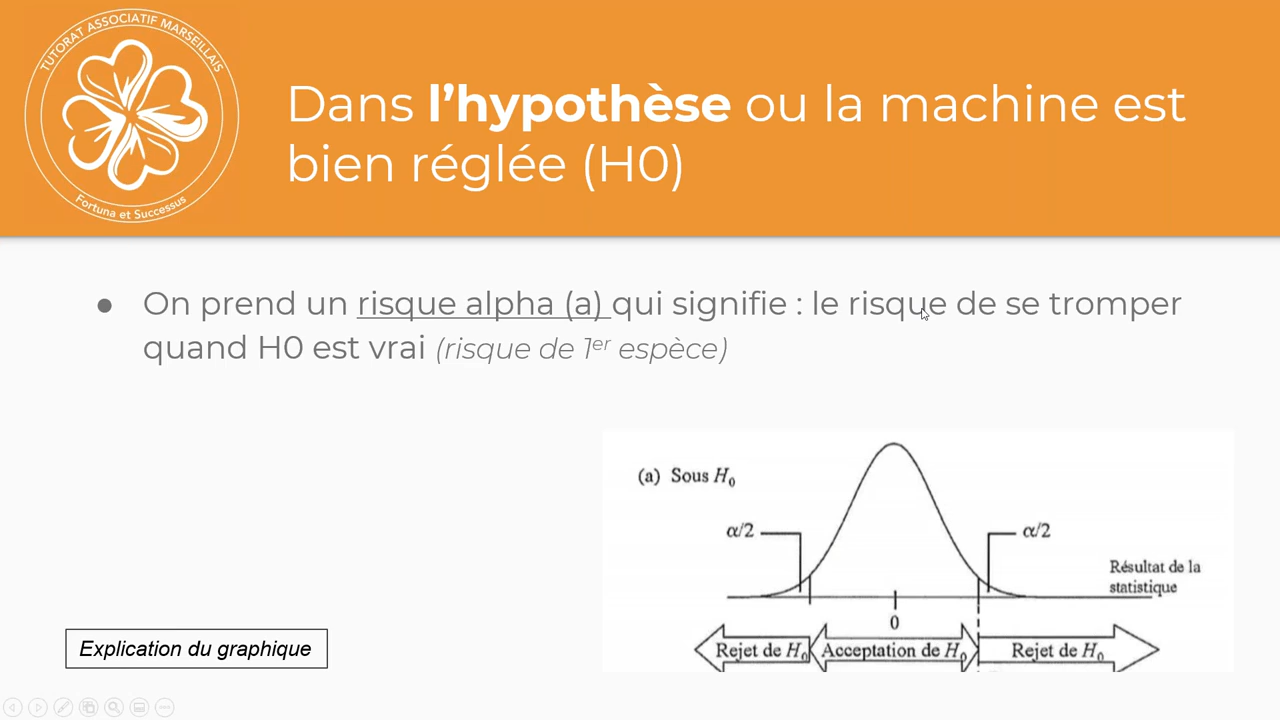 TUTORAT ASSOCIATIF MARSEILLAIS
Fortuna et Successus
Dans l’hypothèse ou la machine est
bien réglée (H0)
● On prend un risque alpha (a) qui signifie : le risque de se tromper
quand H0 est vrai (risque de 1er espèce)
(a) Sous H0
α/2
α/2
Résultat de la
statistique
0
Rejet de H0
Acceptation de H0
Rejet de H0
Explication du graphique